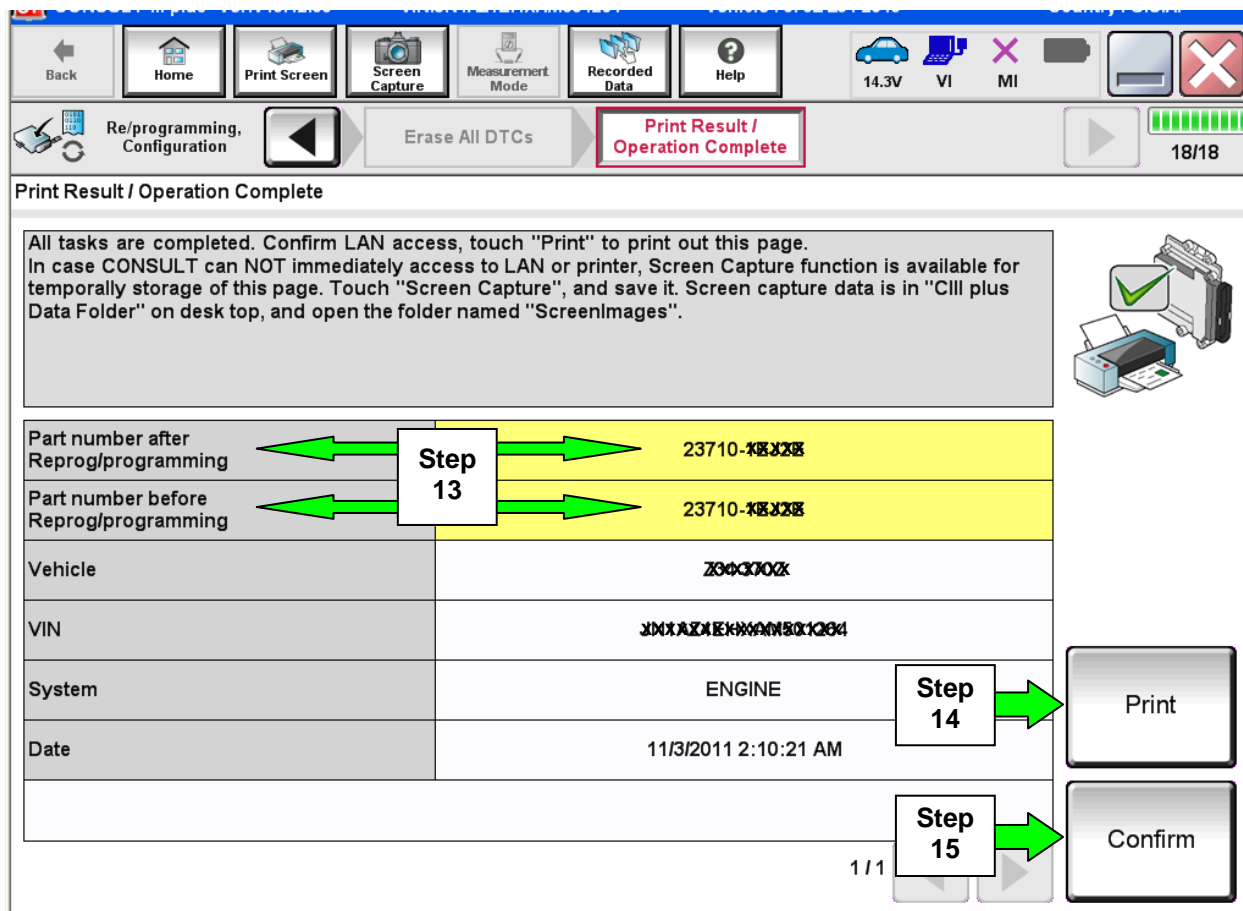 Back
Home
Print Screen
Screen
Capture
Measurement
Mode
Recorded
Data
Help
14.3V
VI
MI
Re/programming,
Configuration
Erase All DTCs
Print Result /
Operation Complete
18/18
Print Result / Operation Complete
All tasks are completed. Confirm LAN access, touch "Print" to print out this page.
In case CONSULT can NOT immediately access to LAN or printer, Screen Capture function is available for
temporally storage of this page. Touch "Screen Capture", and save it. Screen capture data is in "CIII plus
Data Folder" on desk top, and open the folder named "ScreenImages".
Part number after
Reprog/programming
Step
13
23710-
Part number before
Reprog/programming
23710-
Vehicle
VIN
System
ENGINE
Step
14
Print
Date
11/3/2011 2:10:21 AM
Step
15
Confirm
1/1